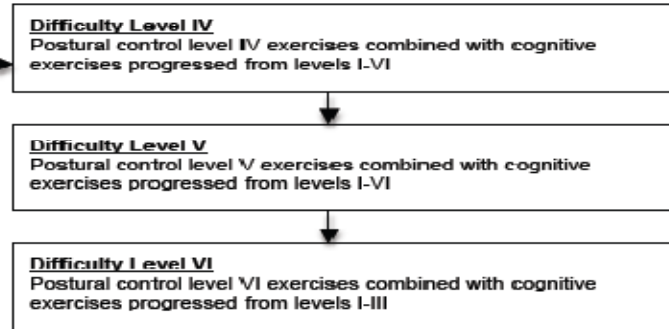 Difficulty Level IV
Postural control level IV exercises combined with cognitive
exercises progressed from levels I-VI
Difficulty Level V
Postural control level V exercises combined with cognitive
exercises progressed from levels I-VI
Difficulty Level VI
Postural control level VI exercises combined with cognitive
exercises progressed from levels I-III